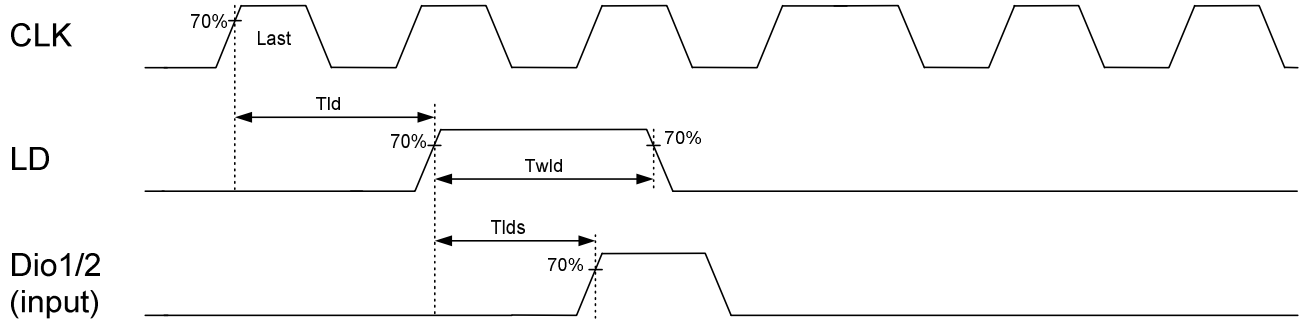 CLK
70%
Last
Tld
LD
70%
70%
Twld
Tlds
Dio1/2
(input)
70%